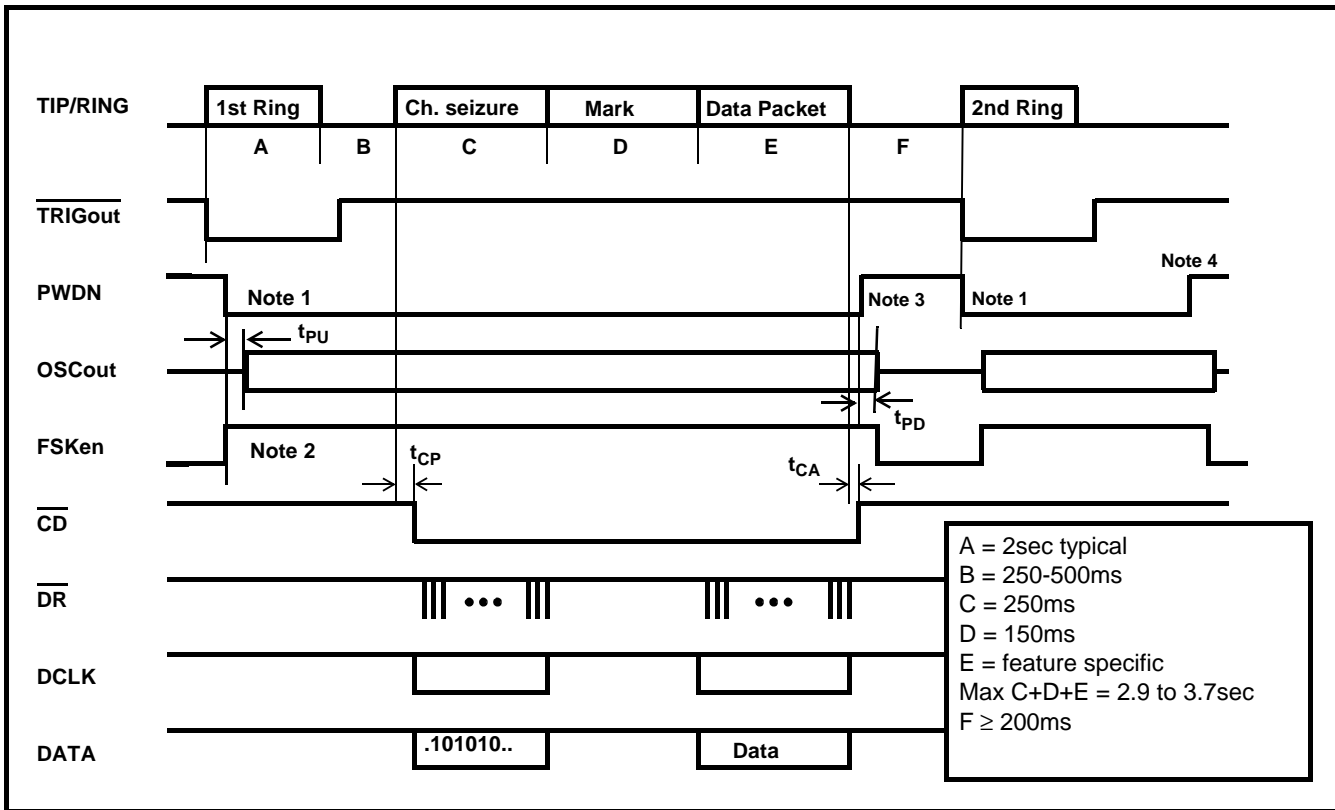 TIP/RING 1st Ring Ch. seizure Mark Data Packet 2nd Ring
A B C D E F
TRIGout
PWDN Note 1 Note 3 Note 1 Note 4
tPU
OSCout
tPD
FSKen Note 2 tCP tCA
CD
DR •••  •••
DCLK
DATA .101010.. Data
A = 2sec typical
B = 250-500ms
C = 250ms
D = 150ms
E = feature specific
Max C+D+E = 2.9 to 3.7sec
F ≥ 200ms